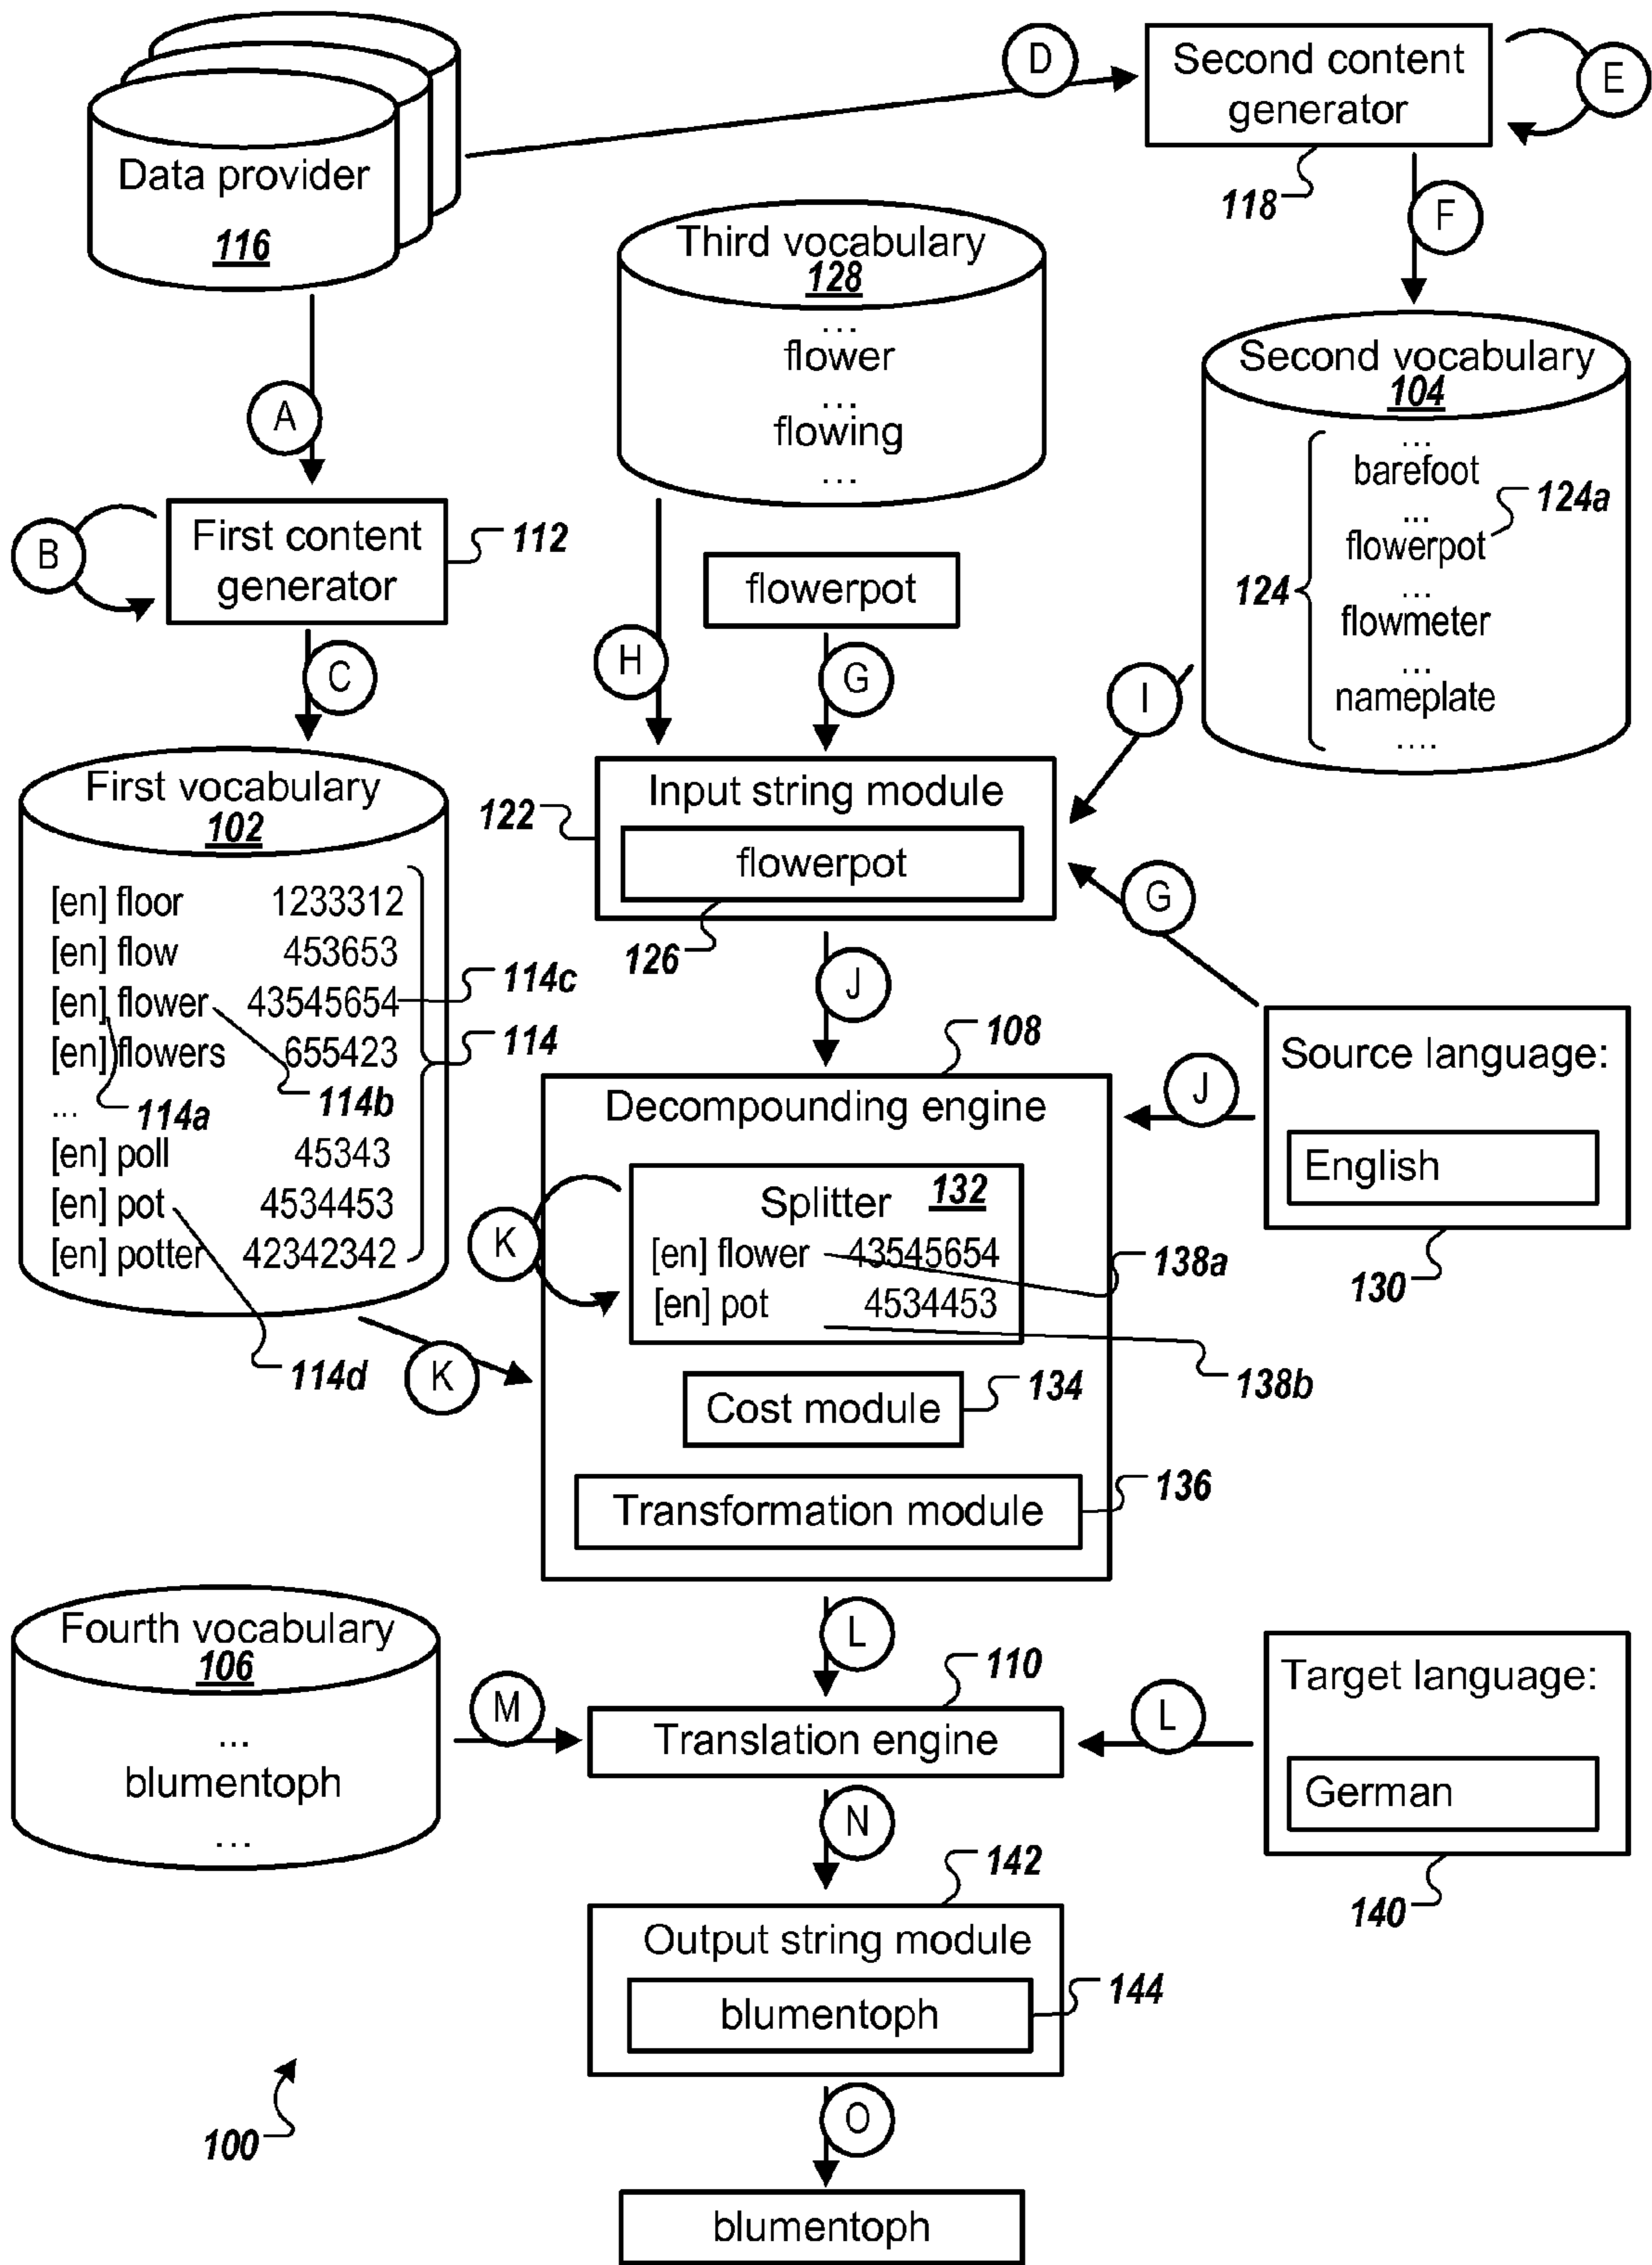 D
Second content
generator
E
Data provider
116
118
F
Third vocabulary
128
...
flower
...
flowing
...
Second vocabulary
104
...
barefoot
...
flowerpot
...
flowmeter
...
nameplate
....
124a
124
A
B
First content
generator
112
flowerpot
C
H
G
I
First vocabulary
102
[en] floor 1233312
[en] flow 453653
[en] flower 43545654
[en] flowers 655423
...
[en] poll 45343
[en] pot 4534453
[en] potter 42342342
114c
114
114a
114b
114d
Input string module
122
flowerpot
126
G
J
108
Source language:
English
130
J
Decompounding engine
Splitter 132
[en] flower 43545654
[en] pot 4534453
K
138a
138b
K
Cost module
134
Transformation module
136
Fourth vocabulary
106
...
blumentoph
...
L
110
M
Translation engine
L
Target language:
German
140
N
142
Output string module
blumentoph
144
100
O
blumentoph